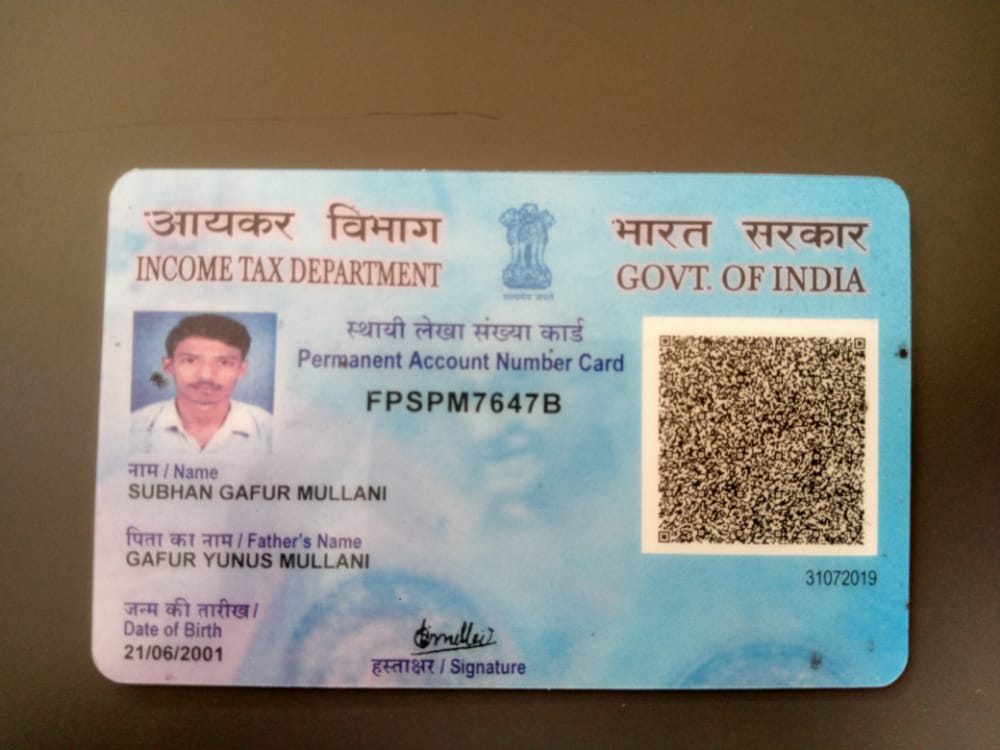 आयकर विभाग
INCOME TAX DEPARTMENT
सत्यमेव जयते
भारत सरकार
GOVT. OF INDIA
स्थायी लेखा संख्या कार्ड
Permanent Account Number Card
FPSPM7647B
नाम / Name
SUBHAN GAFUR MULLANI
पिता का नाम / Father's Name
GAFUR YUNUS MULLANI
31072019
जन्म की तारीख /
Date of Birth
21/06/2001
हस्ताक्षर / Signature